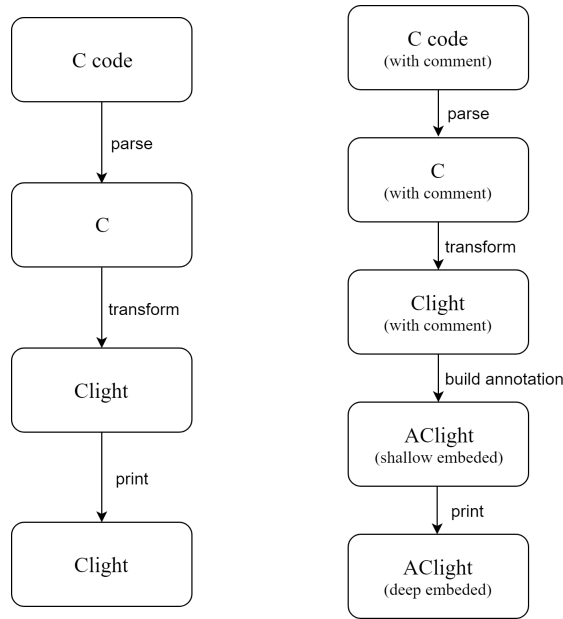 C code
parse
C
transform
Clight
print
Clight
C code
(with comment)
parse
C
(with comment)
transform
Clight
(with comment)
build annotation
AClight
(shallow embeded)
print
AClight
(deep embeded)